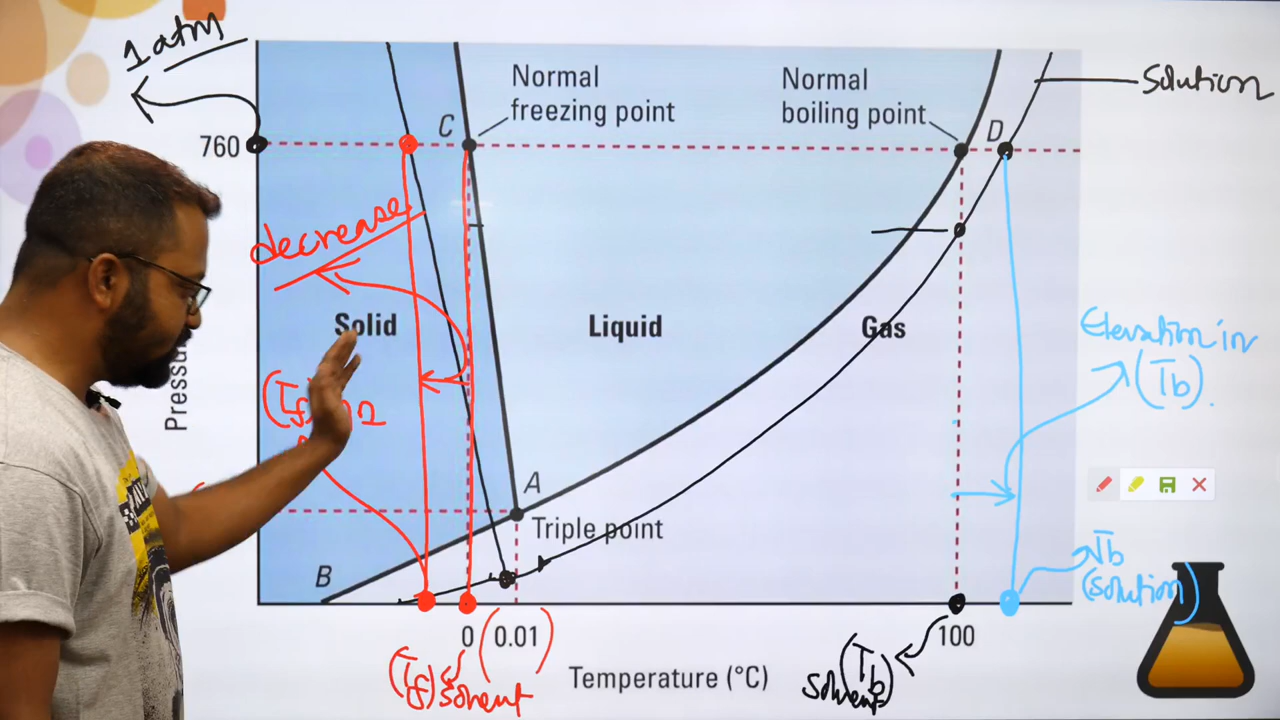 1 atm
Normal
freezing point
Normal
boiling point
Solution
C
D
760
decrease
Solid
Liquid
Gas
Elevation in
(Tb).
Pressu
A
Triple point
B
Tb
(solution)
0 (0.01)
100
(Tf) solvent
(Tb)
solvent
Temperature (°C)